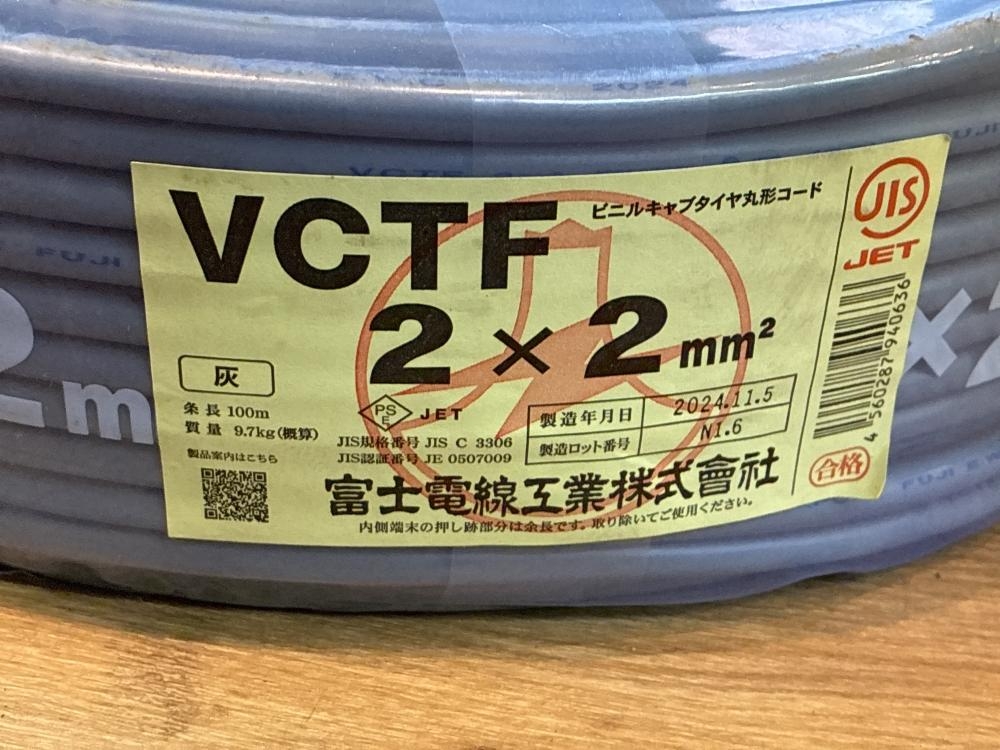 VCTF
ビニルキャブタイヤ丸形コード
2×2mm²
灰
条長 100m
質量 9.7kg(概算)
製品案内はこちら
PS
E
JET
JIS規格番号 JIS C 3306
JIS認証番号 JE 0507009
製造年月日 2024.11.5
製造ロット番号 N1.6
富士電線工業株式會社
内側端末の押し跡部分は余長です。取り除いてご使用ください。
JIS
JET
4 560287 940636
合格
2 m
×2
FUJI